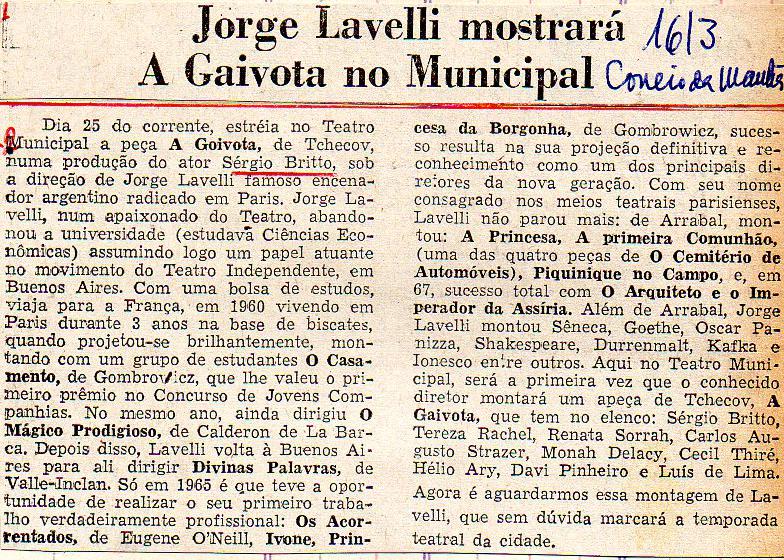 Jorge Lavelli mostrará
A Gaivota no Municipal
16/3
Correio da Manhã
Dia 25 do corrente, estréia no Teatro
Municipal a peça A Goivota, de Tchecov,
numa produção do ator Sérgio Britto, sob
a direção de Jorge Lavelli famoso encena-
dor argentino radicado em Paris. Jorge La-
velli, num apaixonado do Teatro, abando-
nou a universidade (estudava Ciências Eco-
nômicas) assumindo logo um papel atuante
no movimento do Teatro Independente, em
Buenos Aires. Com uma bolsa de estudos,
viaja para a França, em 1960 vivendo em
Paris durante 3 anos na base de biscates,
quando projetou-se brilhantemente, mon-
tando com um grupo de estudantes O Casa-
mento, de Gombrovicz, que lhe valeu o pri-
meiro prêmio no Concurso de Jovens Com-
panhias. No mesmo ano, ainda dirigiu O
Mágico Prodigioso, de Calderon de La Bar-
ca. Depois disso, Lavelli volta à Buenos Ai-
res para ali dirigir Divinas Palavras, de
Valle-Inclan. Só em 1965 é que teve a opor-
tunidade de realizar o seu primeiro traba-
lho verdadeiramente profissional: Os Acor-
rentados, de Eugene O'Neill, Ivone, Prin-
cesa da Borgonha, de Gombrowicz, suces-
so resulta na sua projeção definitiva e re-
conhecimento como um dos principais di-
retores da nova geração. Com seu nome
consagrado nos meios teatrais parisienses,
Lavelli não parou mais: de Arrabal, mon-
tou: A Princesa, A primeira Comunhão,
(uma das quatro peças de O Cemitério de
Automóveis), Piquinique no Campo, e, em
67, sucesso total com O Arquiteto e o Im-
perador da Assíria. Além de Arrabal, Jorge
Lavelli montou Sêneca, Goethe, Oscar Pa-
nizza, Shakespeare, Durrenmalt, Kafka e
Ionesco entre outros. Aqui no Teatro Muni-
cipal, será a primeira vez que o conhecido
diretor montará um apeça de Tchecov, A
Gaivota, que tem no elenco: Sérgio Britto,
Tereza Rachel, Renata Sorrah, Carlos Au-
gusto Strazer, Monah Delacy, Cecil Thiré,
Hélio Ary, Davi Pinheiro e Luís de Lima.
Agora é aguardarmos essa montagem de La-
velli, que sem dúvida marcará a temporada
teatral da cidade.